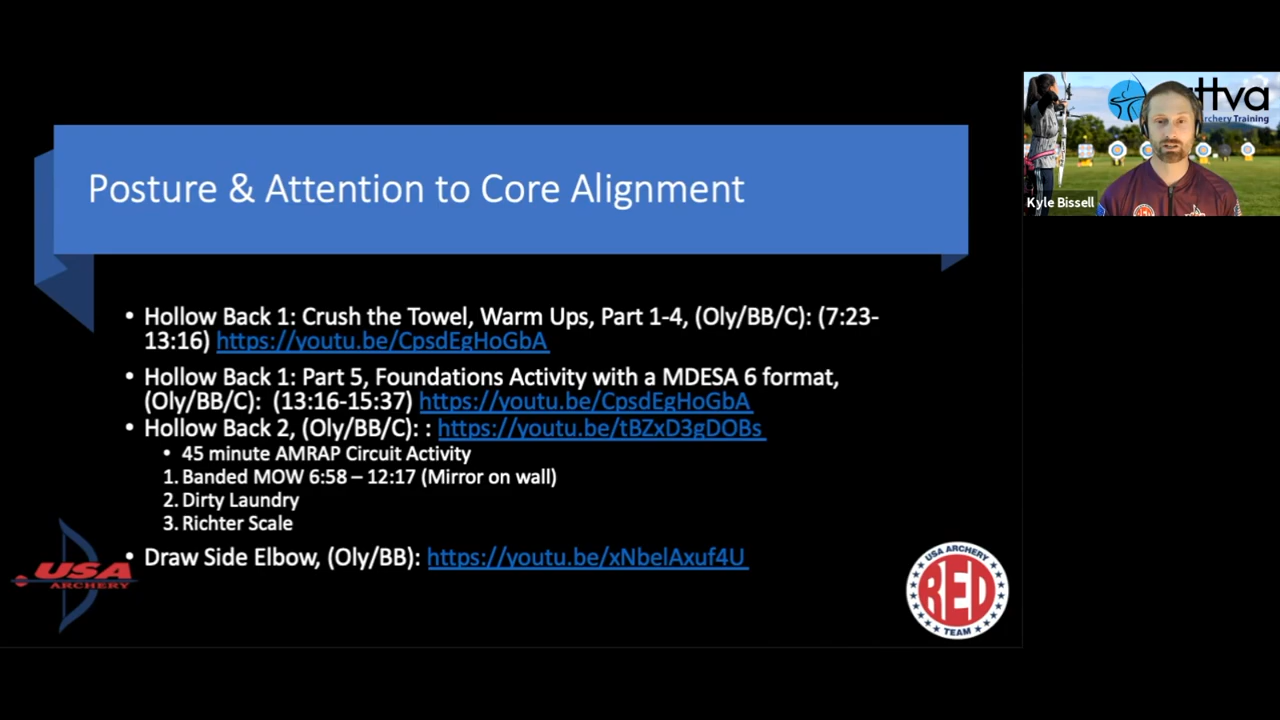 Posture & Attention to Core Alignment
• Hollow Back 1: Crush the Towel, Warm Ups, Part 1-4, (Oly/BB/C): (7:23-
13:16) https://youtu.be/CpsdEgHoGbA
• Hollow Back 1: Part 5, Foundations Activity with a MDESA 6 format,
(Oly/BB/C): (13:16-15:37) https://youtu.be/CpsdEgHoGbA
• Hollow Back 2, (Oly/BB/C): : https://youtu.be/tBZxD3gDOBs
• 45 minute AMRAP Circuit Activity
1. Banded MOW 6:58 – 12:17 (Mirror on wall)
2. Dirty Laundry
3. Richter Scale
• Draw Side Elbow, (Oly/BB): https://youtu.be/xNbelAxuf4U
USA
ARCHERY
USA ARCHERY
RED
TEAM
Archery Training
Kyle Bissell
RED